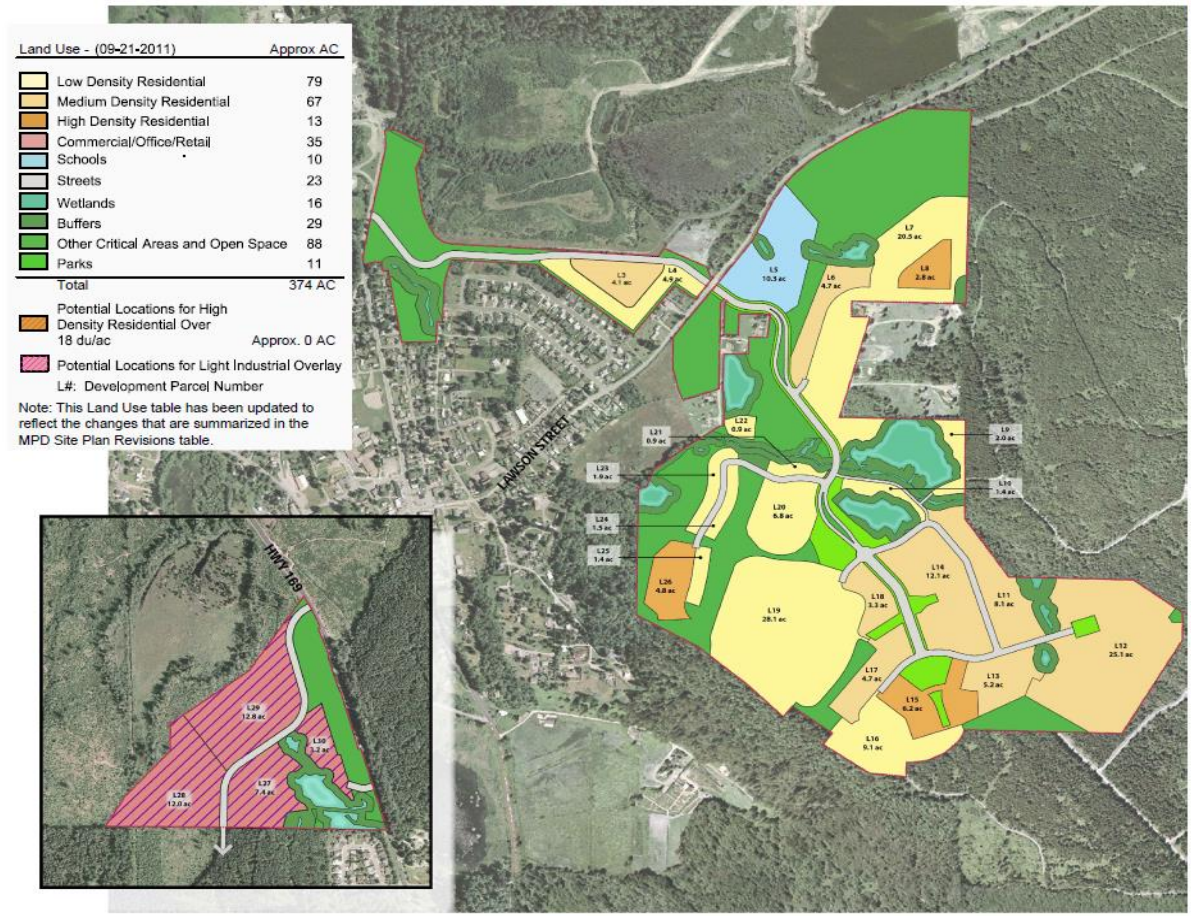 Land Use - (09-21-2011) Approx AC
Low Density Residential 79
Medium Density Residential 67
High Density Residential 13
Commercial/Office/Retail 35
Schools 10
Streets 23
Wetlands 16
Buffers 29
Other Critical Areas and Open Space 88
Parks 11
Total 374 AC
Potential Locations for High
Density Residential Over
18 du/ac Approx. 0 AC
Potential Locations for Light Industrial Overlay
L#: Development Parcel Number
Note: This Land Use table has been updated to
reflect the changes that are summarized in the
MPD Site Plan Revisions table.
L3
4.1 ac
L4
4.9 ac
L5
10.3 ac
L6
4.7 ac
L7
20.5 ac
L8
2.8 ac
LAWSON STREET
L22
0.9 ac
L21
0.9 ac
L9
2.0 ac
L23
1.9 ac
L10
1.4 ac
L20
6.8 ac
L24
1.5 ac
L25
1.4 ac
L26
4.8 ac
L14
12.1 ac
L18
3.3 ac
L11
8.1 ac
L19
28.1 ac
L12
25.1 ac
L17
4.7 ac
L13
5.2 ac
L15
6.2 ac
L16
9.1 ac
HWY 169
L29
12.8 ac
L30
3.2 ac
L27
7.4 ac
L28
12.0 ac